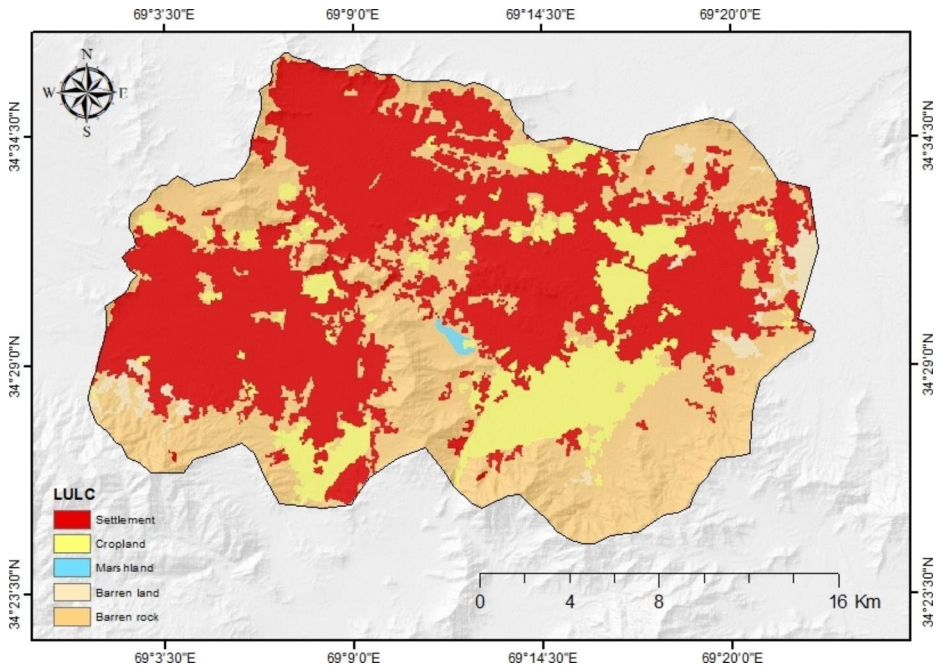 69°3'30"E 69°9'0"E 69°14'30"E 69°20'0"E
N
W E
S
34°34'30"N 34°34'30"N
34°29'0"N 34°29'0"N
34°23'30"N 34°23'30"N
LULC
Settlement
Cropland
Marshland
Barren land
Barren rock
0 4 8 16 Km
69°3'30"E 69°9'0"E 69°14'30"E 69°20'0"E